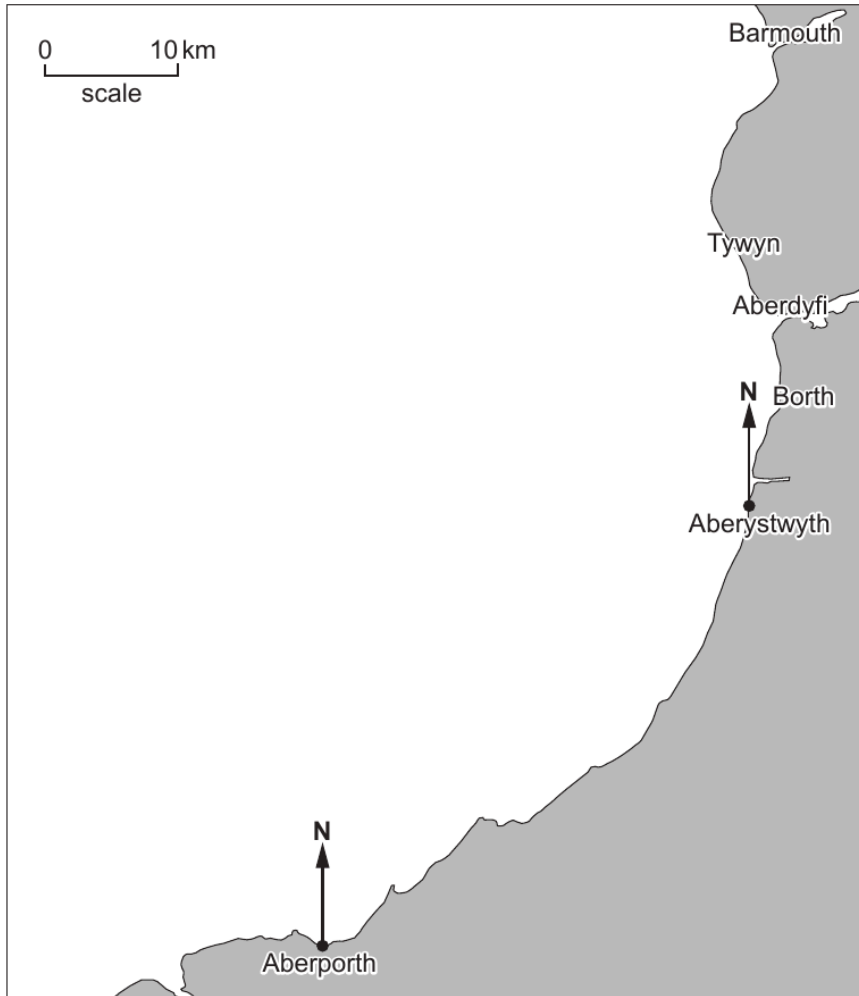 Barmouth
0 10 km
scale
Tywyn
Aberdyfi
N
Borth
Aberystwyth
N
Aberporth